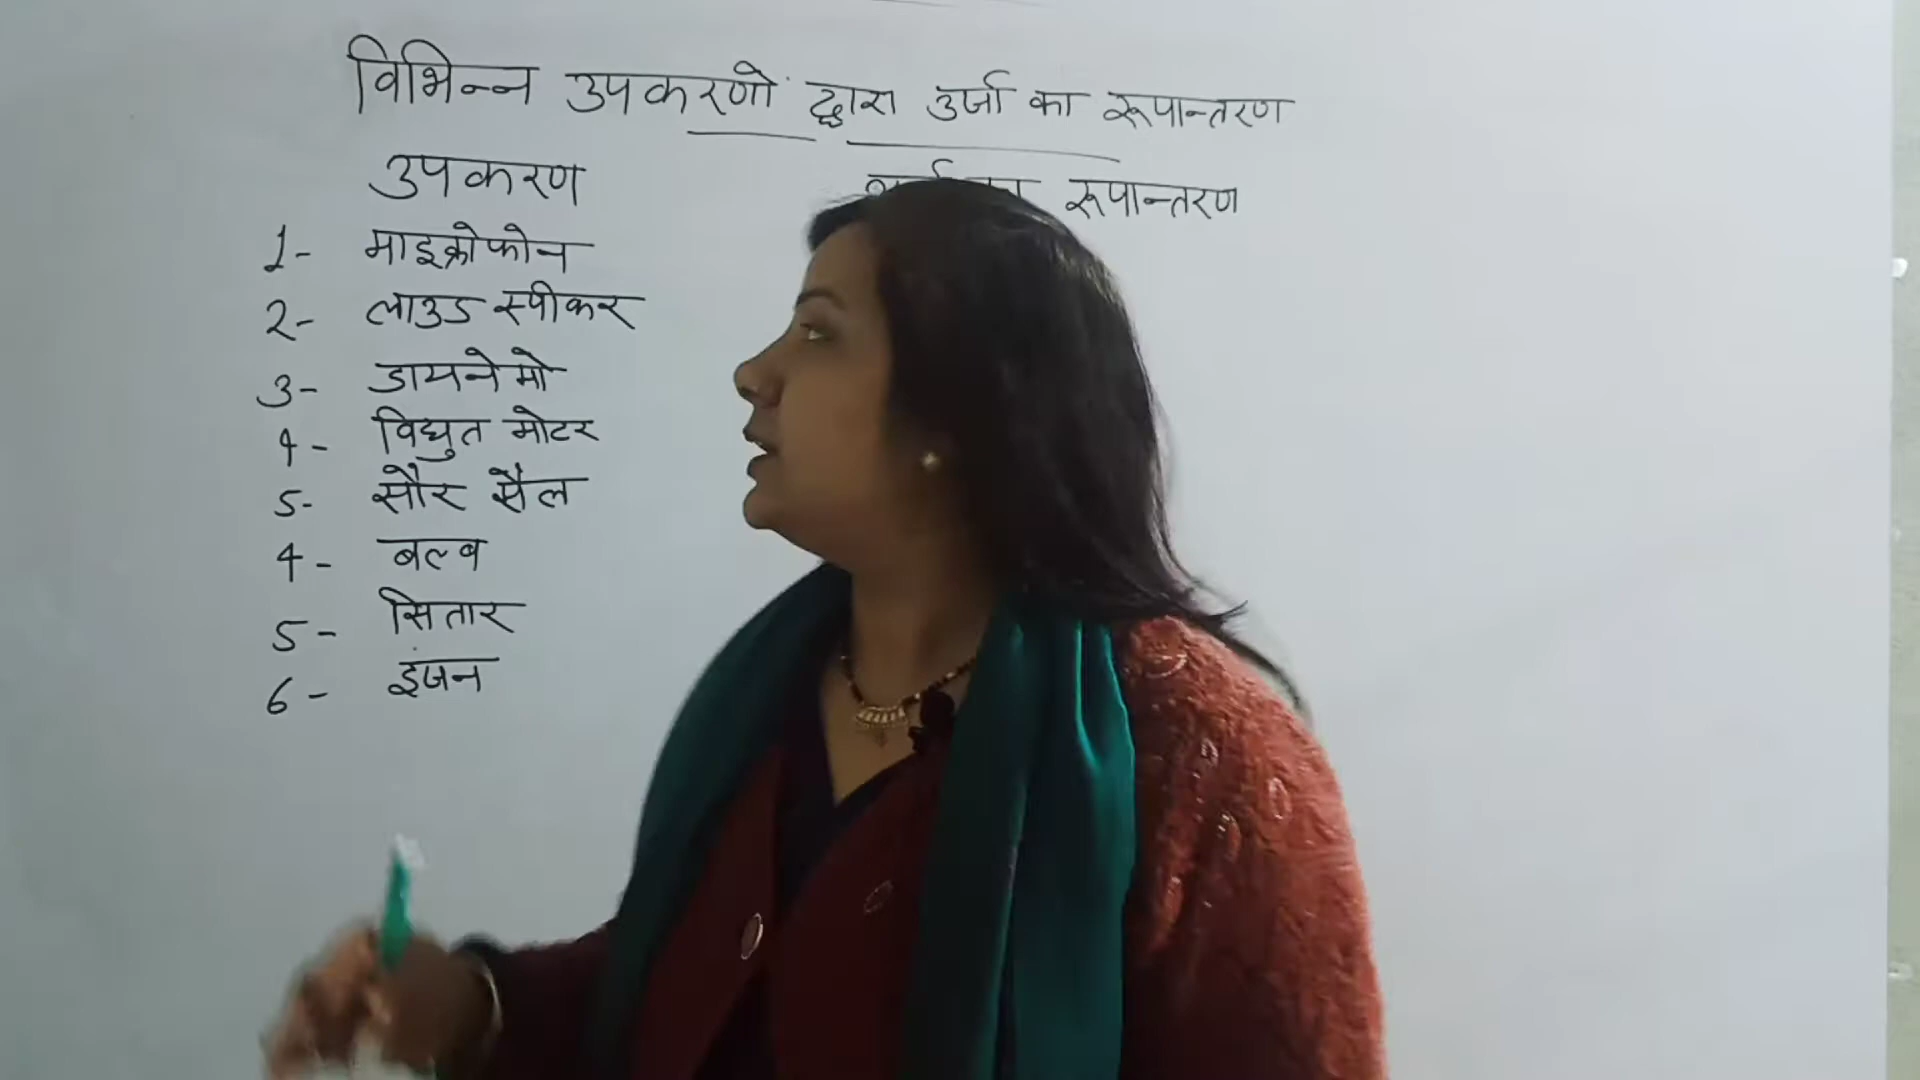 विभिन्न उपकरणों द्वारा उर्जा का रूपान्तरण
उपकरण रूपान्तरण
1- माइक्रोफोन
2- लाउड स्पीकर
3- डायनेमो
4- विद्युत मोटर
5- सौर सैल
4- बल्ब
5- सितार
6- इंजन